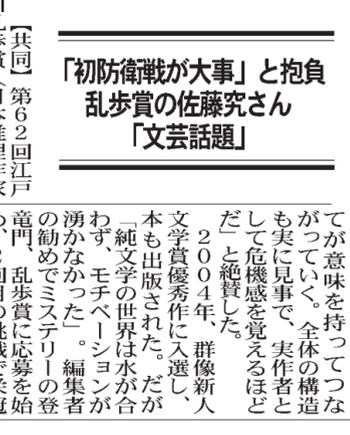 「初防衛戦が大事」と抱負
乱歩賞の佐藤究さん
「文芸話題」
【共同】第６２回江戸
てが意味を持ってつな
がっていく。全体の構造
も実に見事で、実作者と
して危機感を覚えるほど
だ」と絶賛した。
２００４年、群像新人
文学賞優秀作に入選し、
本も出版された。だが
「純文学の世界は水が合
わず、モチベーションが
湧かなかった」。編集者
の勧めでミステリーの登
竜門、乱歩賞に応募を始